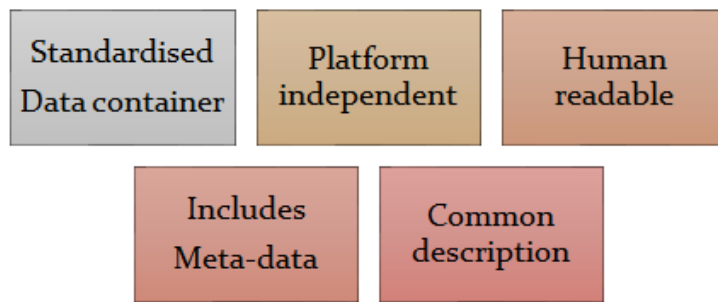 Standardised
Data container
Platform
independent
Human
readable
Includes
Meta-data
Common
description